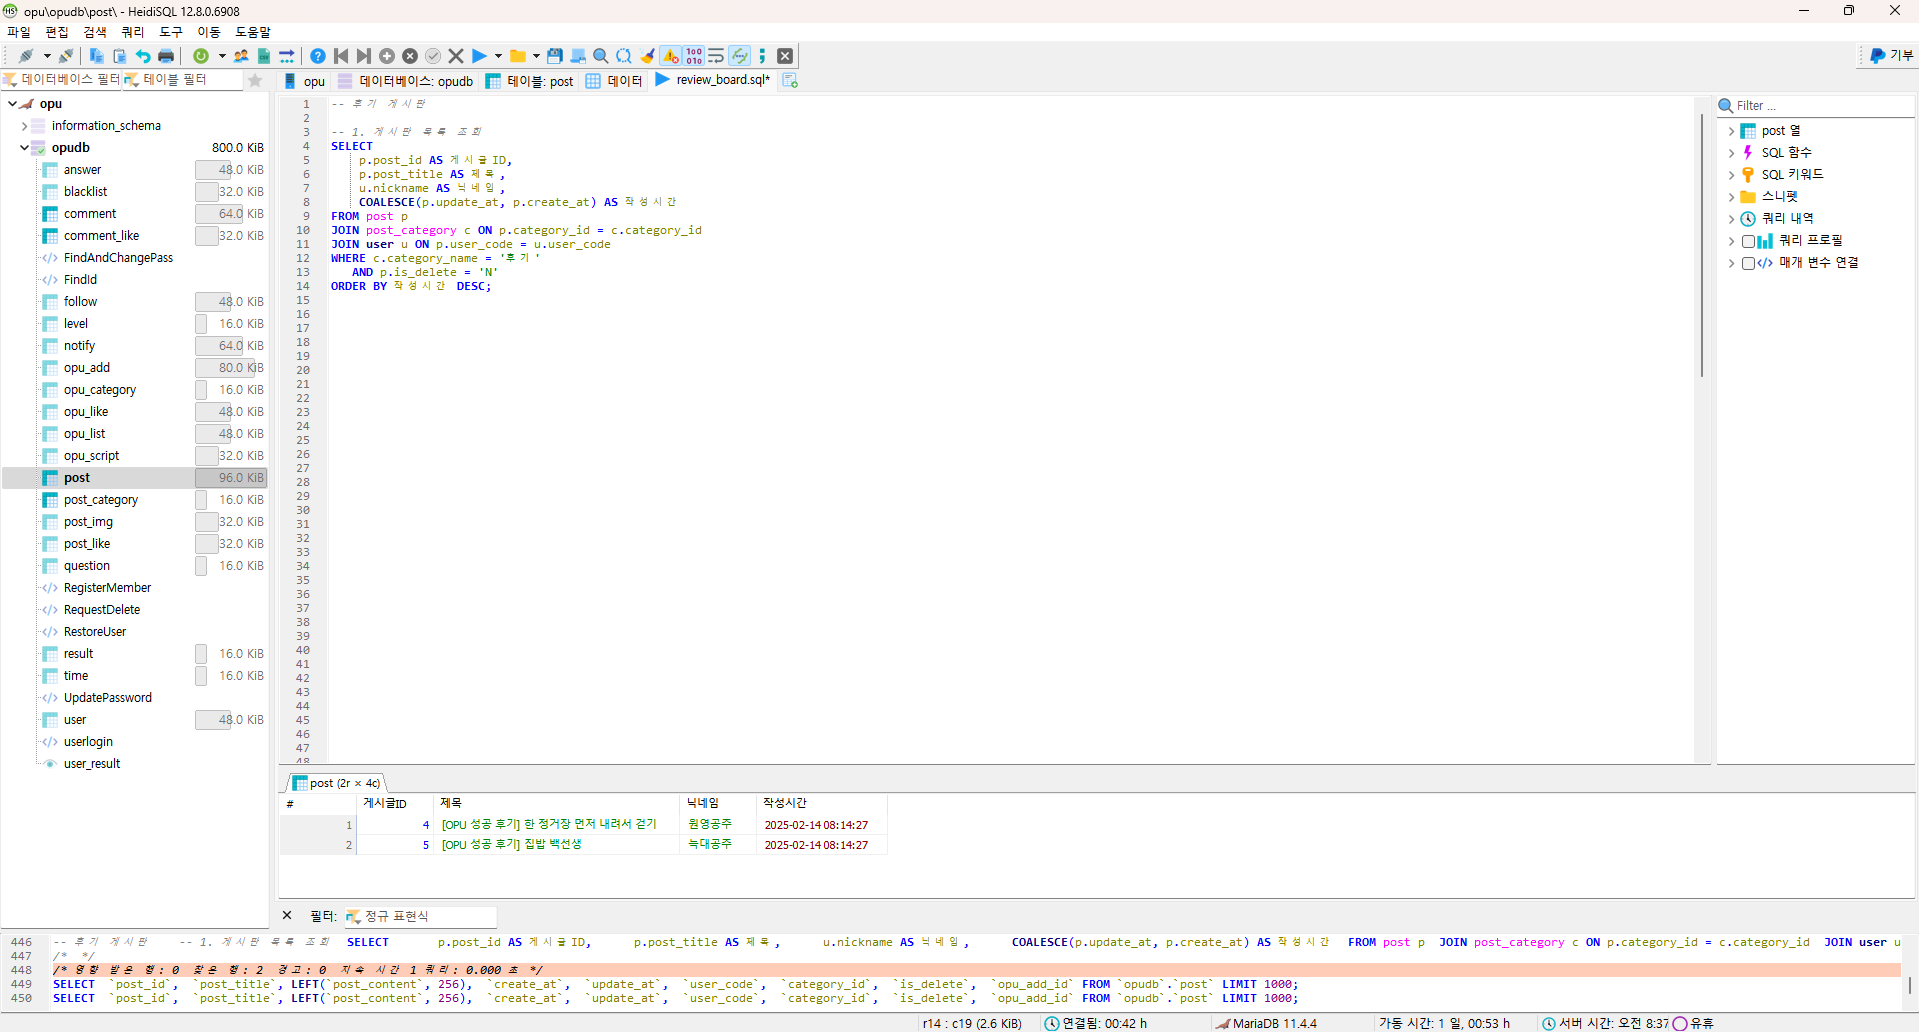 opu\opudb\post\ - HeidiSQL 12.8.0.6908
파일 편집 검색 쿼리 도구 이동 도움말
기부
데이터베이스 필터 테이블 필터
opu 데이터베이스: opudb 테이블: post 데이터 review_board.sql*
opu
information_schema
opudb 800.0 KiB
answer 48.0 KiB
blacklist 32.0 KiB
comment 64.0 KiB
comment_like 32.0 KiB
FindAndChangePass
FindId
follow 48.0 KiB
level 16.0 KiB
notify 64.0 KiB
opu_add 80.0 KiB
opu_category 16.0 KiB
opu_like 48.0 KiB
opu_list 48.0 KiB
opu_script 32.0 KiB
post 96.0 KiB
post_category 16.0 KiB
post_img 32.0 KiB
post_like 32.0 KiB
question 16.0 KiB
RegisterMember
RequestDelete
RestoreUser
result 16.0 KiB
time 16.0 KiB
UpdatePassword
user 48.0 KiB
userlogin
user_result
1 -- 후기 게시판
2
3 -- 1. 게시판 목록 조회
4 SELECT
5 p.post_id AS 게시글ID,
6 p.post_title AS 제목,
7 u.nickname AS 닉네임,
8 COALESCE(p.update_at, p.create_at) AS 작성시간
9 FROM post p
10 JOIN post_category c ON p.category_id = c.category_id
11 JOIN user u ON p.user_code = u.user_code
12 WHERE c.category_name = '후기'
13 AND p.is_delete = 'N'
14 ORDER BY 작성시간 DESC;
15
16
17
18
19
20
21
22
23
24
25
26
27
28
29
30
31
32
33
34
35
36
37
38
39
40
41
42
43
44
45
46
47
48
Filter ...
post 열
SQL 함수
SQL 키워드
스니펫
쿼리 내역
쿼리 프로필
매개 변수 연결
post (2r × 4c)
# 게시글ID 제목 닉네임 작성시간
1 4 [OPU 성공 후기] 한 정거장 먼저 내려서 걷기 원영공주 2025-02-14 08:14:27
2 5 [OPU 성공 후기] 집밥 백선생 늑대공주 2025-02-14 08:14:27
필터: 정규 표현식
446 -- 후기 게시판 -- 1. 게시판 목록 조회 SELECT p.post_id AS 게시글ID, p.post_title AS 제목, u.nickname AS 닉네임, COALESCE(p.update_at, p.create_at) AS 작성시간 FROM post p JOIN post_category c ON p.category_id = c.category_id JOIN user u
447 /* */
448 /* 영향 받은 행: 0 찾은 행: 2 경고: 0 지속 시간 1 쿼리: 0.000 초 */
449 SELECT `post_id`, `post_title`, LEFT(`post_content`, 256), `create_at`, `update_at`, `user_code`, `category_id`, `is_delete`, `opu_add_id` FROM `opudb`.`post` LIMIT 1000;
450 SELECT `post_id`, `post_title`, LEFT(`post_content`, 256), `create_at`, `update_at`, `user_code`, `category_id`, `is_delete`, `opu_add_id` FROM `opudb`.`post` LIMIT 1000;
r14 : c19 (2.6 KiB) 연결됨: 00:42 h MariaDB 11.4.4 가동 시간: 1 일, 00:53 h 서버 시간: 오전 8:37 유휴